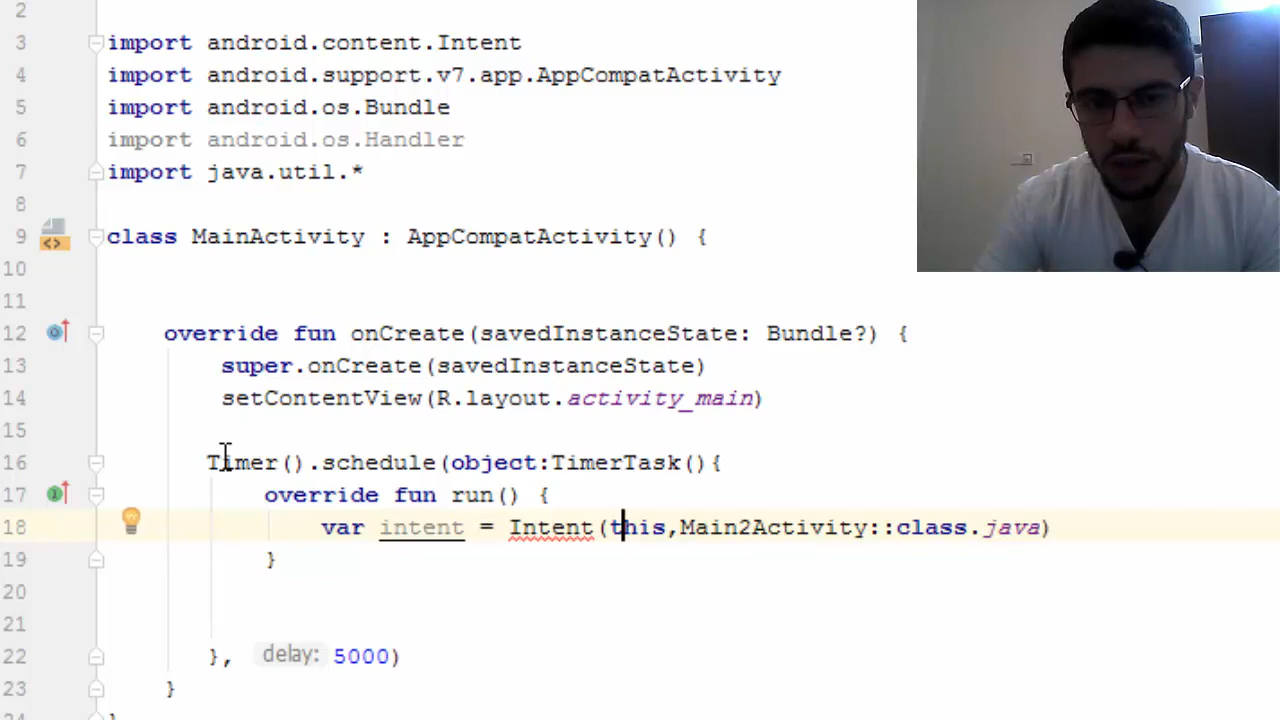 2
3 import android.content.Intent
4 import android.support.v7.app.AppCompatActivity
5 import android.os.Bundle
6 import android.os.Handler
7 import java.util.*
8
9 class MainActivity : AppCompatActivity() {
10
11
12 override fun onCreate(savedInstanceState: Bundle?) {
13 super.onCreate(savedInstanceState)
14 setContentView(R.layout.activity_main)
15
16 Timer().schedule(object:TimerTask(){
17 override fun run() {
18 var intent = Intent(this,Main2Activity::class.java)
19 }
20
21
22 }, delay: 5000)
23 }
24 }